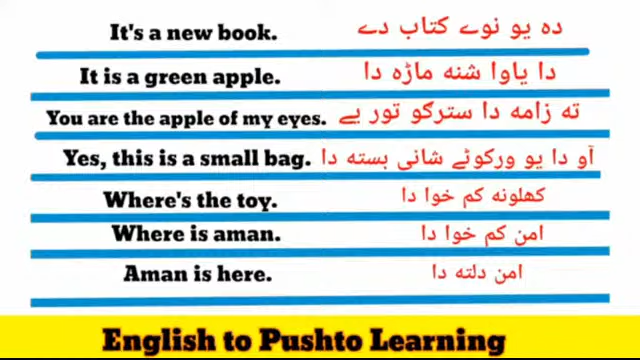 It's a new book. ده یو نوے کتاب دے
It is a green apple. دا یاوا شنه ماڑه دا
You are the apple of my eyes. ته زامه دا سترګو تور یے
Yes, this is a small bag. آو دا یو ورکوٹے شانی بسته دا
Where's the toy. کهلونه کم خوا دا
Where is aman. امن کم خوا دا
Aman is here. امن دلته دا
English to Pushto Learning